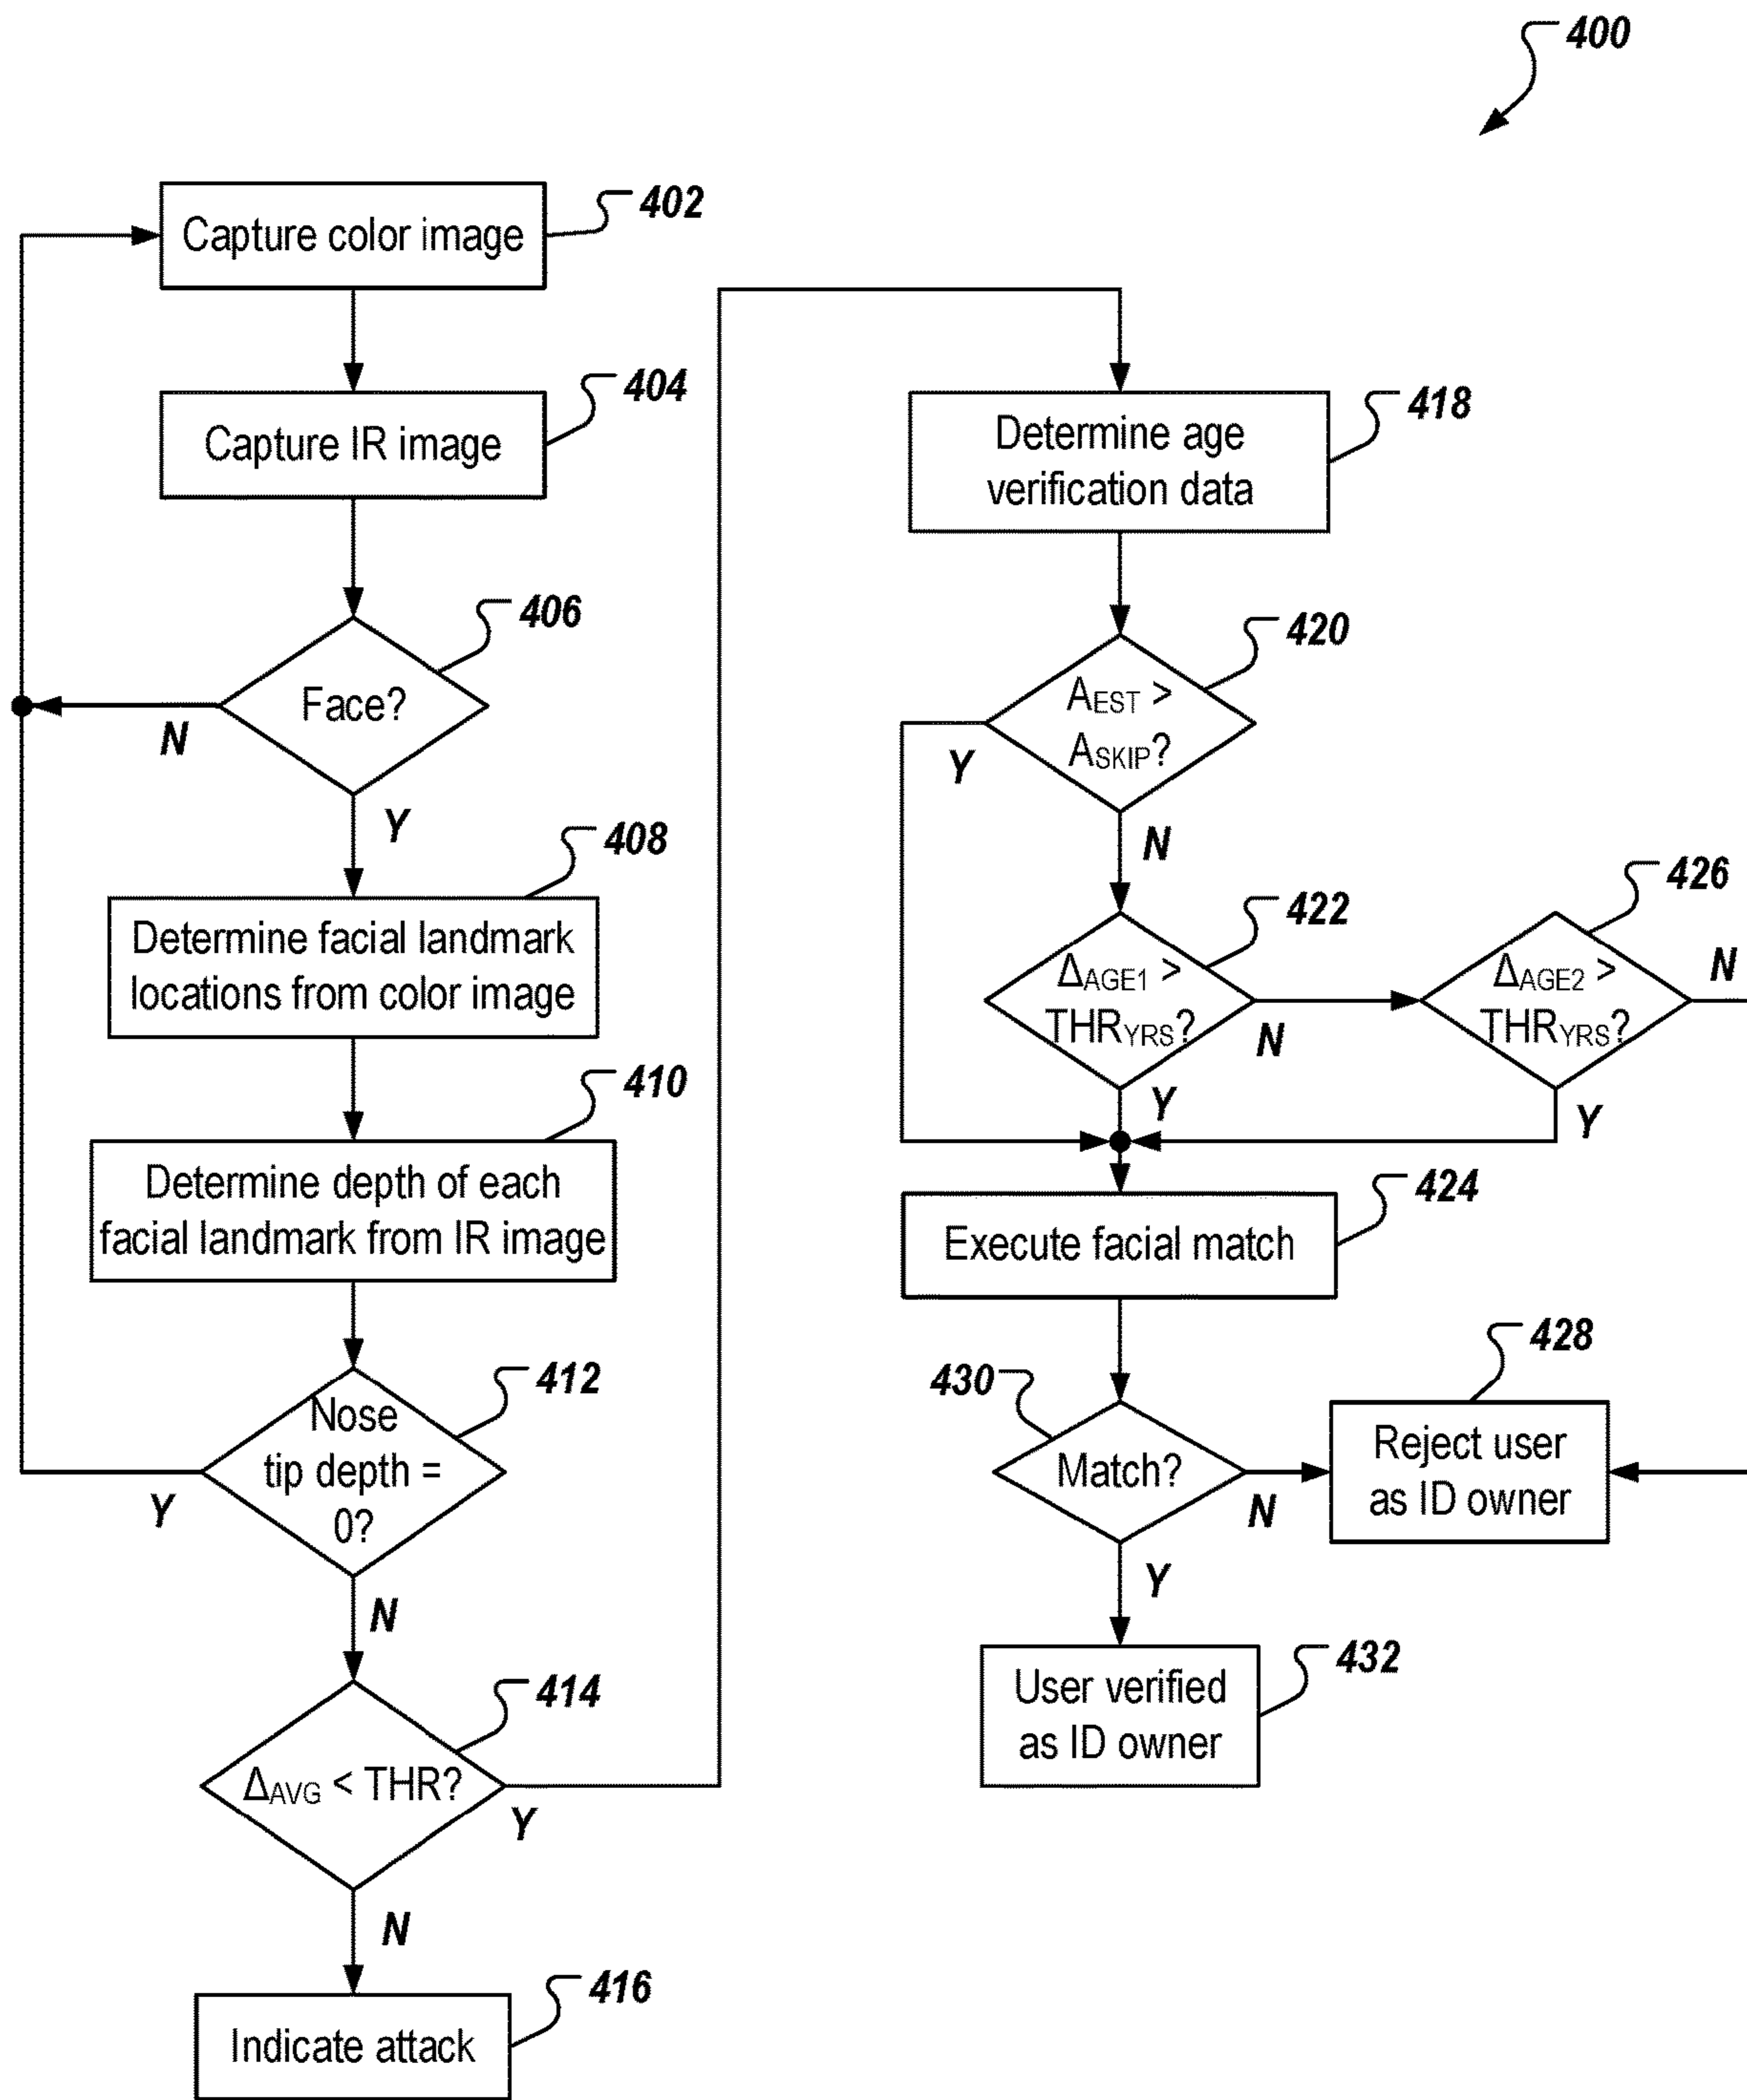 400
402
Capture color image
404
Capture IR image
406
Face?
N
Y
408
Determine facial landmark
locations from color image
410
Determine depth of each
facial landmark from IR image
412
Nose
tip depth =
0?
Y
N
414
ΔAVG < THR?
Y
N
416
Indicate attack
418
Determine age
verification data
420
AEST >
ASKIP?
Y
N
422
ΔAGE1 >
THRYRS?
N
Y
426
ΔAGE2 >
THRYRS?
N
Y
424
Execute facial match
430
Match?
N
Y
428
Reject user
as ID owner
432
User verified
as ID owner